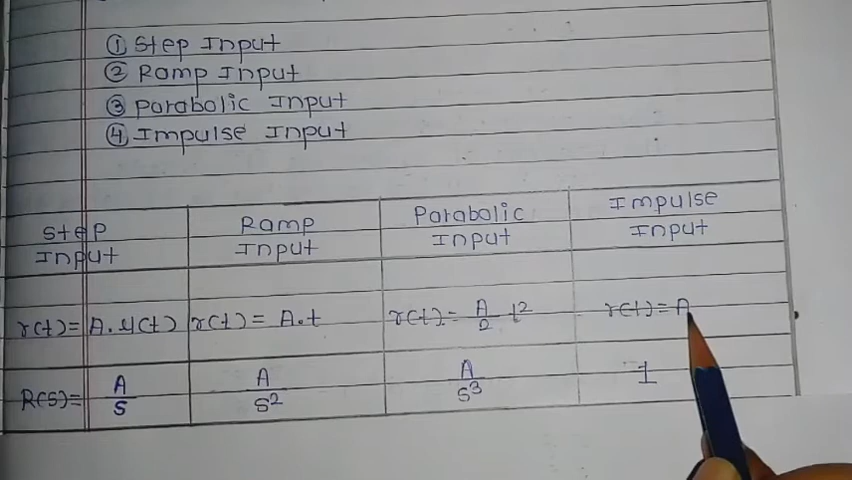 ① Step Input
② Ramp Input
③ Parabolic Input
④ Impulse Input
Step Input
Ramp Input
Parabolic Input
Impulse Input
r(t) = A.u(t)
r(t) = A.t
r(t) = A/2 t²
r(t) = A
R(s) = A/s
A/s²
A/s³
1